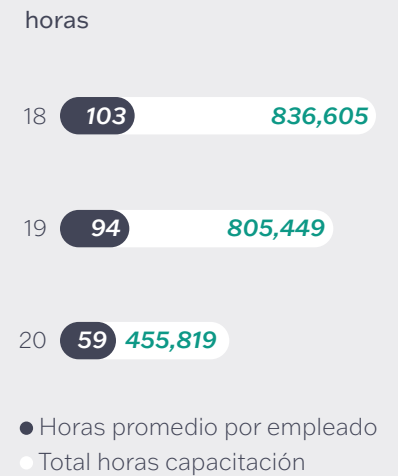 horas
18 103 836,605
19 94 805,449
20 59 455,819
Horas promedio por empleado
Total horas capacitación